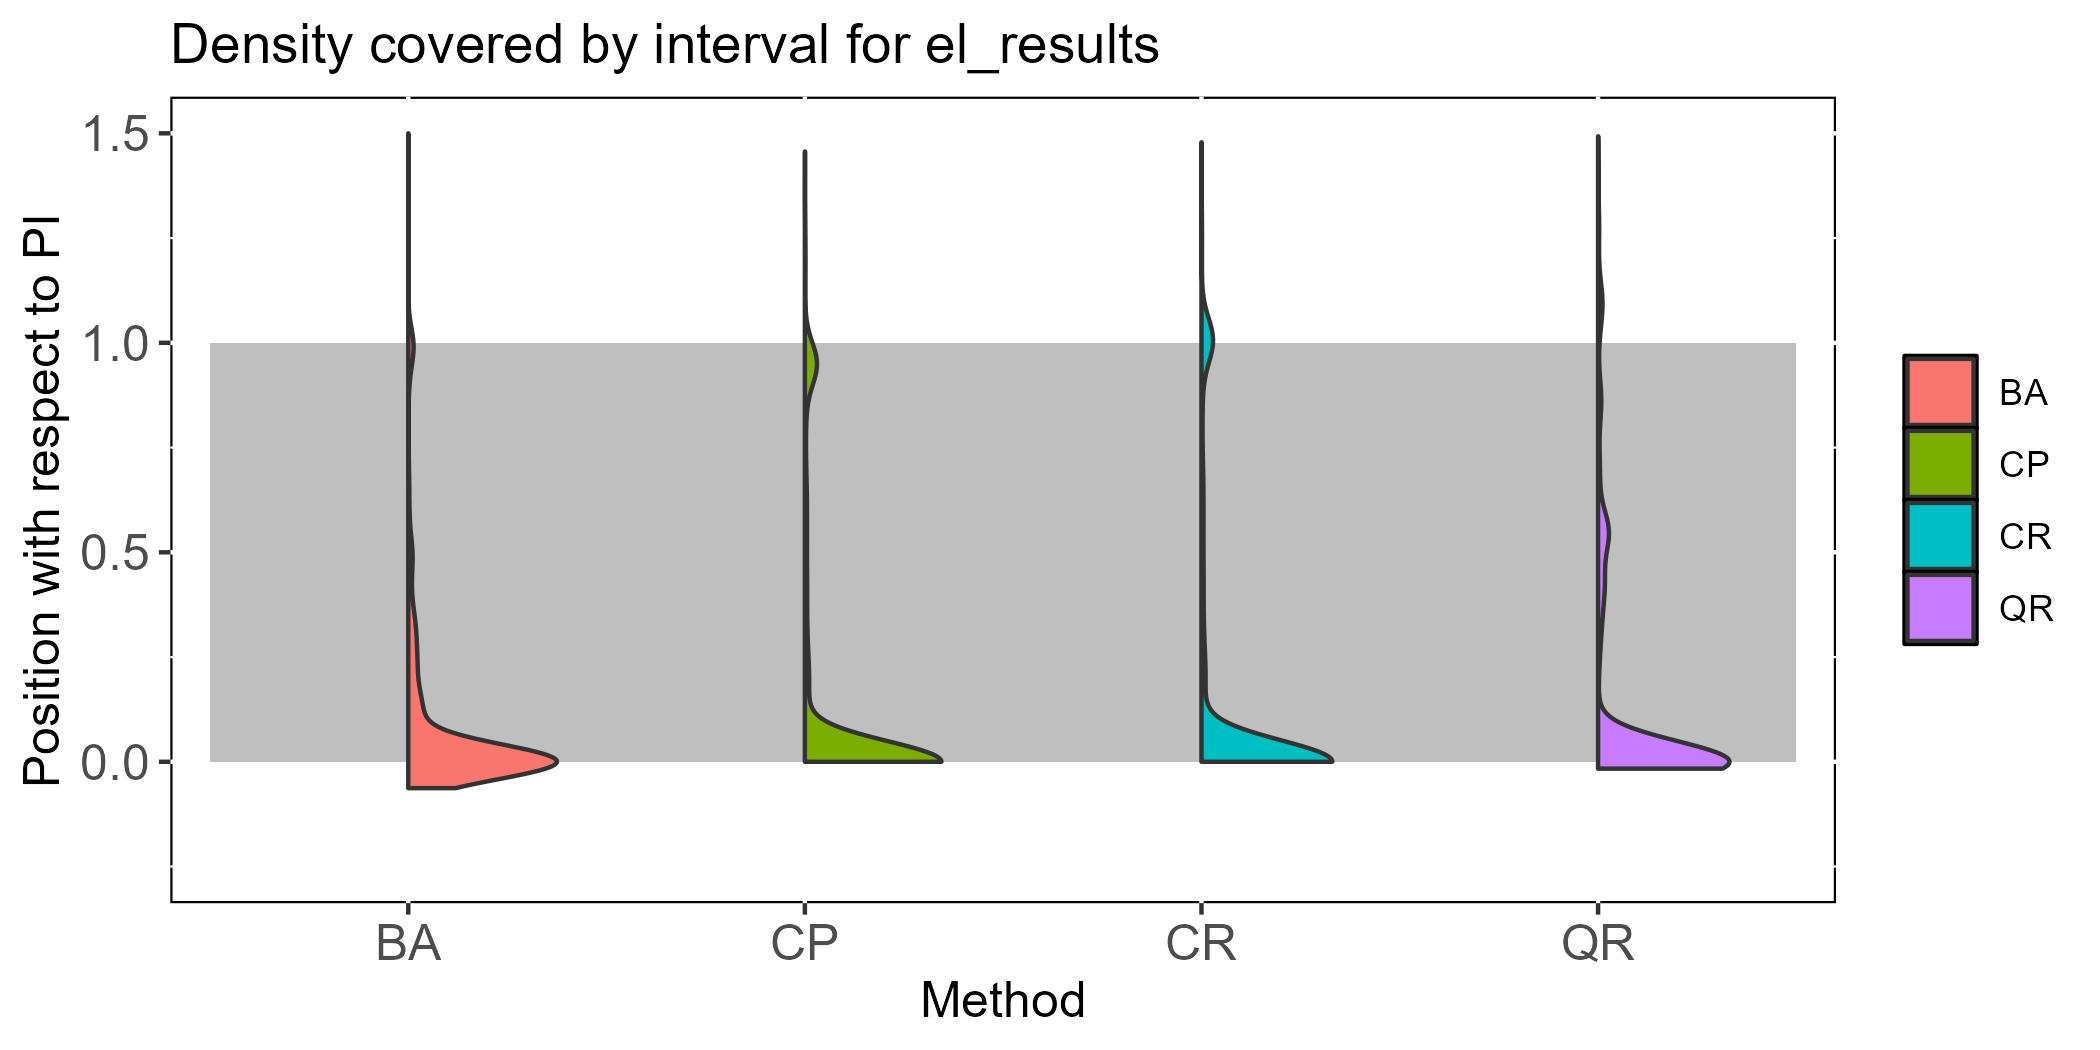 Density covered by interval for el_results
Position with respect to PI
1.5
1.0
0.5
0.0
BA
CP
CR
QR
Method
BA
CP
CR
QR